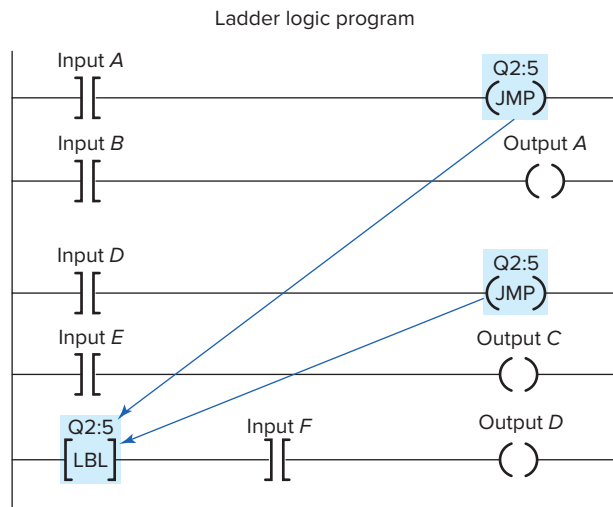 Ladder logic program
Input A
Q2:5
JMP
Input B
Output A
Input D
Q2:5
JMP
Input E
Output C
Q2:5
LBL
Input F
Output D